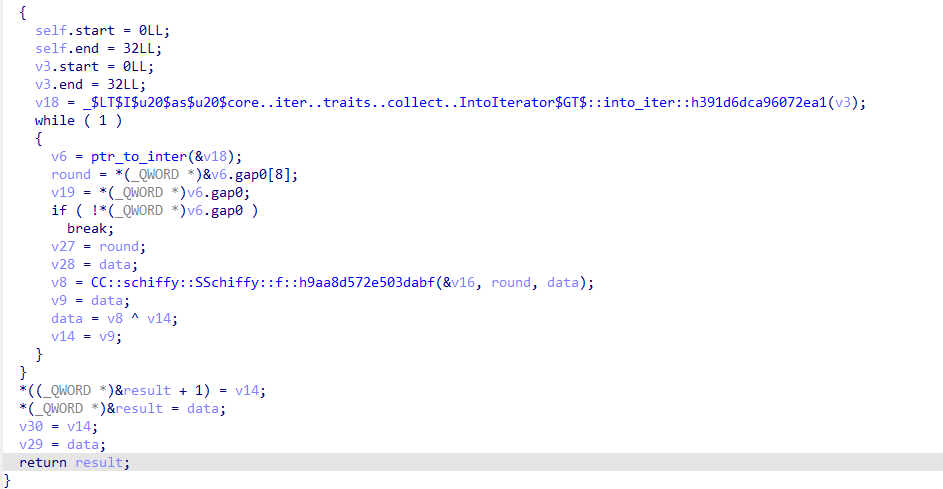 {
self.start = 0LL;
self.end = 32LL;
v3.start = 0LL;
v3.end = 32LL;
v18 = _$LT$I$u20$as$u20$core..iter..traits..collect..IntoIterator$GT$::into_iter::h391d6dca96072ea1(v3);
while ( 1 )
{
v6 = ptr_to_inter(&v18);
round = *(_QWORD *)&v6.gap0[8];
v19 = *(_QWORD *)v6.gap0;
if ( !*(_QWORD *)v6.gap0 )
break;
v27 = round;
v28 = data;
v8 = CC::schiffy::SSchiffy::f::h9aa8d572e503dabf(&v16, round, data);
v9 = data;
data = v8 ^ v14;
v14 = v9;
}
}
*((_QWORD *)&result + 1) = v14;
*(_QWORD *)&result = data;
v30 = v14;
v29 = data;
return result;
}